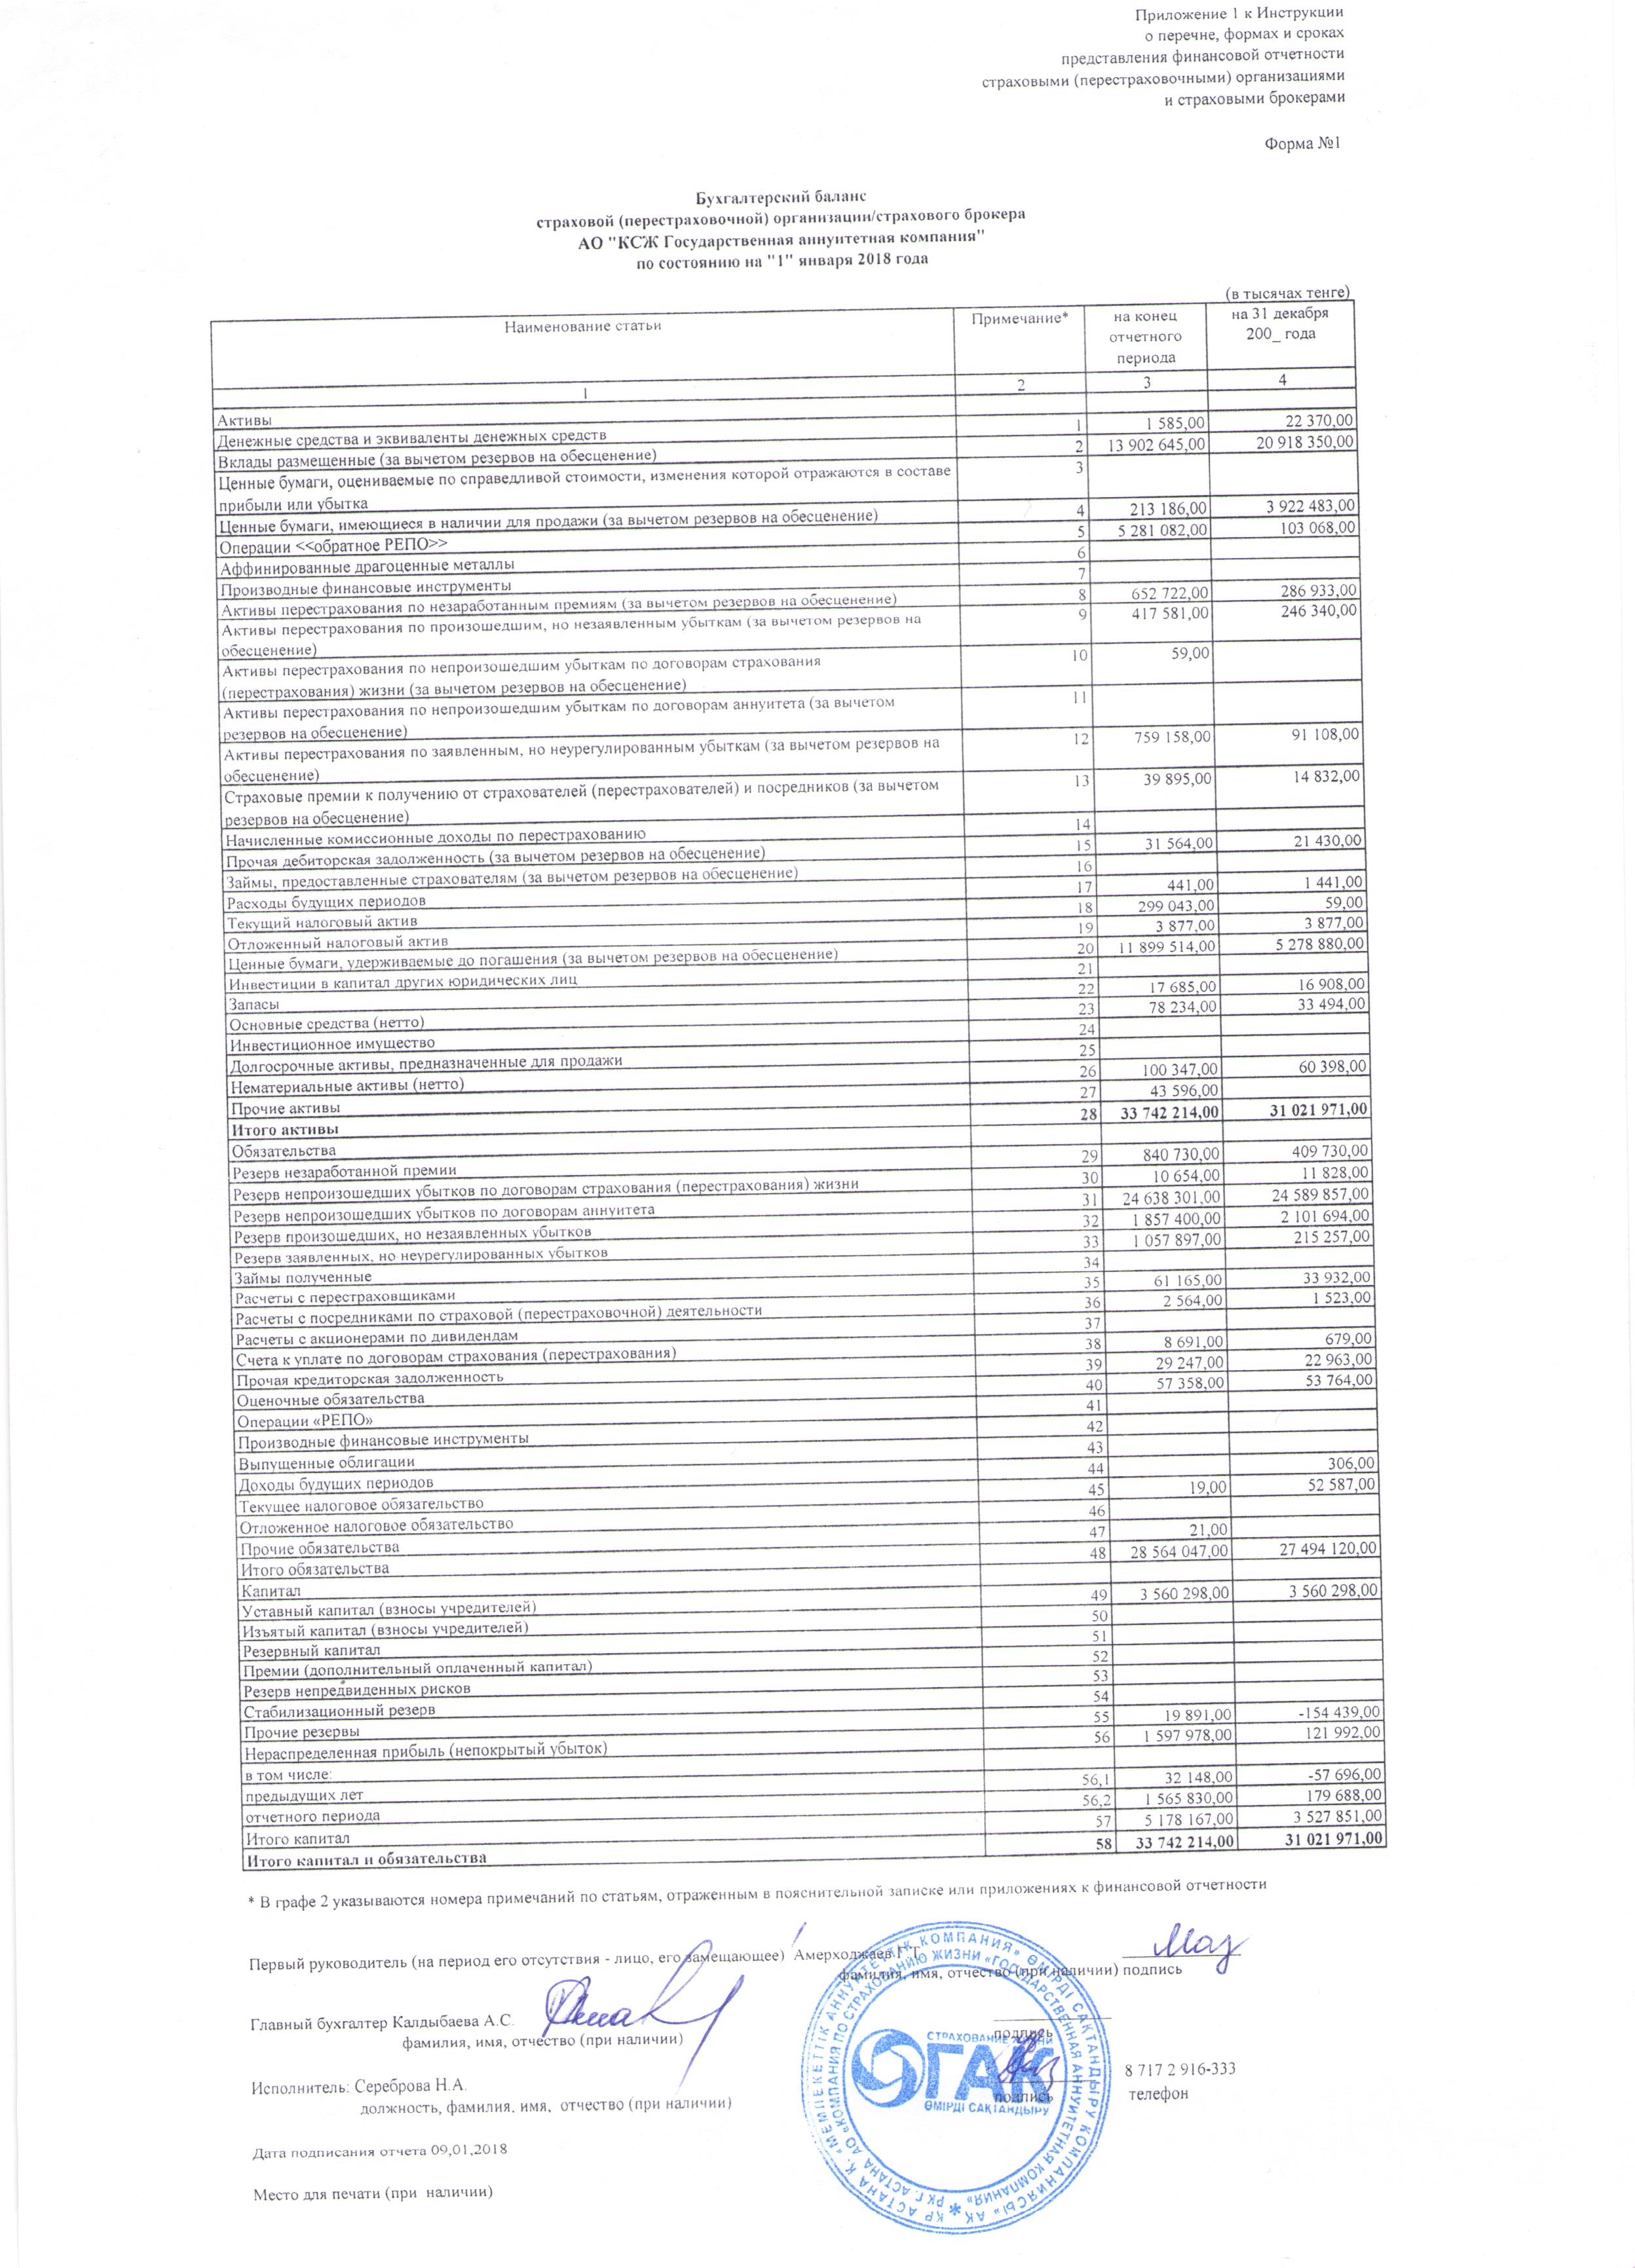 Приложение 1 к Инструкции
о перечне, формах и сроках
представления финансовой отчетности
страховыми (перестраховочными) организациями
и страховыми брокерами
Форма №1
Бухгалтерский баланс
страховой (перестраховочной) организации/страхового брокера
АО "КСЖ Государственная аннуитетная компания"
по состоянию на "1" января 2018 года
(в тысячах тенге)
Наименование статьи Примечание* на конец отчетного периода на 31 декабря 200_ года
1 2 3 4
Активы
Денежные средства и эквиваленты денежных средств 1 1 585,00 22 370,00
Вклады размещенные (за вычетом резервов на обесценение) 2 13 902 645,00 20 918 350,00
Ценные бумаги, оцениваемые по справедливой стоимости, изменения которой отражаются в составе 3
прибыли или убытка
Ценные бумаги, имеющиеся в наличии для продажи (за вычетом резервов на обесценение) 4 213 186,00 3 922 483,00
Операции <<обратное РЕПО>> 5 5 281 082,00 103 068,00
Аффинированные драгоценные металлы 6
Производные финансовые инструменты 7
Активы перестрахования по незаработанным премиям (за вычетом резервов на обесценение) 8 652 722,00 286 933,00
Активы перестрахования по произошедшим, но незаявленным убыткам (за вычетом резервов на 9 417 581,00 246 340,00
обесценение)
Активы перестрахования по непроизошедшим убыткам по договорам страхования 10 59,00
(перестрахования) жизни (за вычетом резервов на обесценение)
Активы перестрахования по непроизошедшим убыткам по договорам аннуитета (за вычетом 11
резервов на обесценение)
Активы перестрахования по заявленным, но неурегулированным убыткам (за вычетом резервов на 12 759 158,00 91 108,00
обесценение)
Страховые премии к получению от страхователей (перестрахователей) и посредников (за вычетом 13 39 895,00 14 832,00
резервов на обесценение)
Начисленные комиссионные доходы по перестрахованию 14
Прочая дебиторская задолженность (за вычетом резервов на обесценение) 15 31 564,00 21 430,00
Займы, предоставленные страхователям (за вычетом резервов на обесценение) 16
Расходы будущих периодов 17 441,00 1 441,00
Текущий налоговый актив 18 299 043,00 59,00
Отложенный налоговый актив 19 3 877,00 3 877,00
Ценные бумаги, удерживаемые до погашения (за вычетом резервов на обесценение) 20 11 899 514,00 5 278 880,00
Инвестиции в капитал других юридических лиц 21
Запасы 22 17 685,00 16 908,00
Основные средства (нетто) 23 78 234,00 33 494,00
Инвестиционное имущество 24
Долгосрочные активы, предназначенные для продажи 25
Нематериальные активы (нетто) 26 100 347,00 60 398,00
Прочие активы 27 43 596,00
Итого активы 28 33 742 214,00 31 021 971,00
Обязательства
Резерв незаработанной премии 29 840 730,00 409 730,00
Резерв непроизошедших убытков по договорам страхования (перестрахования) жизни 30 10 654,00 11 828,00
Резерв непроизошедших убытков по договорам аннуитета 31 24 638 301,00 24 589 857,00
Резерв произошедших, но незаявленных убытков 32 1 857 400,00 2 101 694,00
Резерв заявленных, но неурегулированных убытков 33 1 057 897,00 215 257,00
Займы полученные 34
Расчеты с перестраховщиками 35 61 165,00 33 932,00
Расчеты с посредниками по страховой (перестраховочной) деятельности 36 2 564,00 1 523,00
Расчеты с акционерами по дивидендам 37
Счета к уплате по договорам страхования (перестрахования) 38 8 691,00 679,00
Прочая кредиторская задолженность 39 29 247,00 22 963,00
Оценочные обязательства 40 57 358,00 53 764,00
Операции «РЕПО» 41
Производные финансовые инструменты 42
Выпущенные облигации 43
Доходы будущих периодов 44 306,00
Текущее налоговое обязательство 45 19,00 52 587,00
Отложенное налоговое обязательство 46
Прочие обязательства 47 21,00
Итого обязательства 48 28 564 047,00 27 494 120,00
Капитал
Уставный капитал (взносы учредителей) 49 3 560 298,00 3 560 298,00
Изъятый капитал (взносы учредителей) 50
Резервный капитал 51
Премии (дополнительный оплаченный капитал) 52
Резерв непредвиденных рисков 53
Стабилизационный резерв 54
Прочие резервы 55 19 891,00 -154 439,00
Нераспределенная прибыль (непокрытый убыток) 56 1 597 978,00 121 992,00
в том числе:
предыдущих лет 56,1 32 148,00 -57 696,00
отчетного периода 56,2 1 565 830,00 179 688,00
Итого капитал 57 5 178 167,00 3 527 851,00
Итого капитал и обязательства 58 33 742 214,00 31 021 971,00
* В графе 2 указываются номера примечаний по статьям, отраженным в пояснительной записке или приложениях к финансовой отчетности
Первый руководитель (на период его отсутствия - лицо, его замещающее) Амерходжаев Г.Т.
фамилия, имя, отчество (при наличии) подпись
Главный бухгалтер Калдыбаева А.С.
фамилия, имя, отчество (при наличии) подпись
Исполнитель: Сереброва Н.А. 8 717 2 916-333
должность, фамилия, имя, отчество (при наличии) подпись телефон
Дата подписания отчета 09,01,2018
Место для печати (при наличии)
СТРАХОВАНИЕ ЖИЗНИ
ГАК
ӨМІРДІ САҚТАНДЫРУ
ҚР АСТАНА Қ. «МЕМЛЕКЕТТІК АННУИТЕТТІК КОМПАНИЯ» ӨМІРДІ САҚТАНДЫРУ КОМПАНИЯСЫ» АҚ
РК Г. АСТАНА АО «КОМПАНИЯ ПО СТРАХОВАНИЮ ЖИЗНИ «ГОСУДАРСТВЕННАЯ АННУИТЕТНАЯ КОМПАНИЯ»